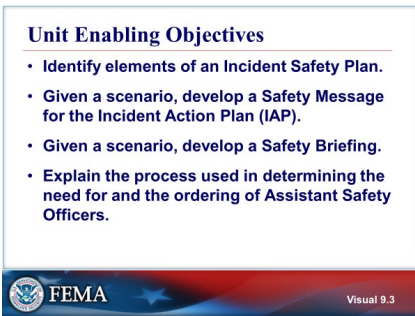 Unit Enabling Objectives
• Identify elements of an Incident Safety Plan.
• Given a scenario, develop a Safety Message
for the Incident Action Plan (IAP).
• Given a scenario, develop a Safety Briefing.
• Explain the process used in determining the
need for and the ordering of Assistant Safety
Officers.
FEMA
Visual 9.3